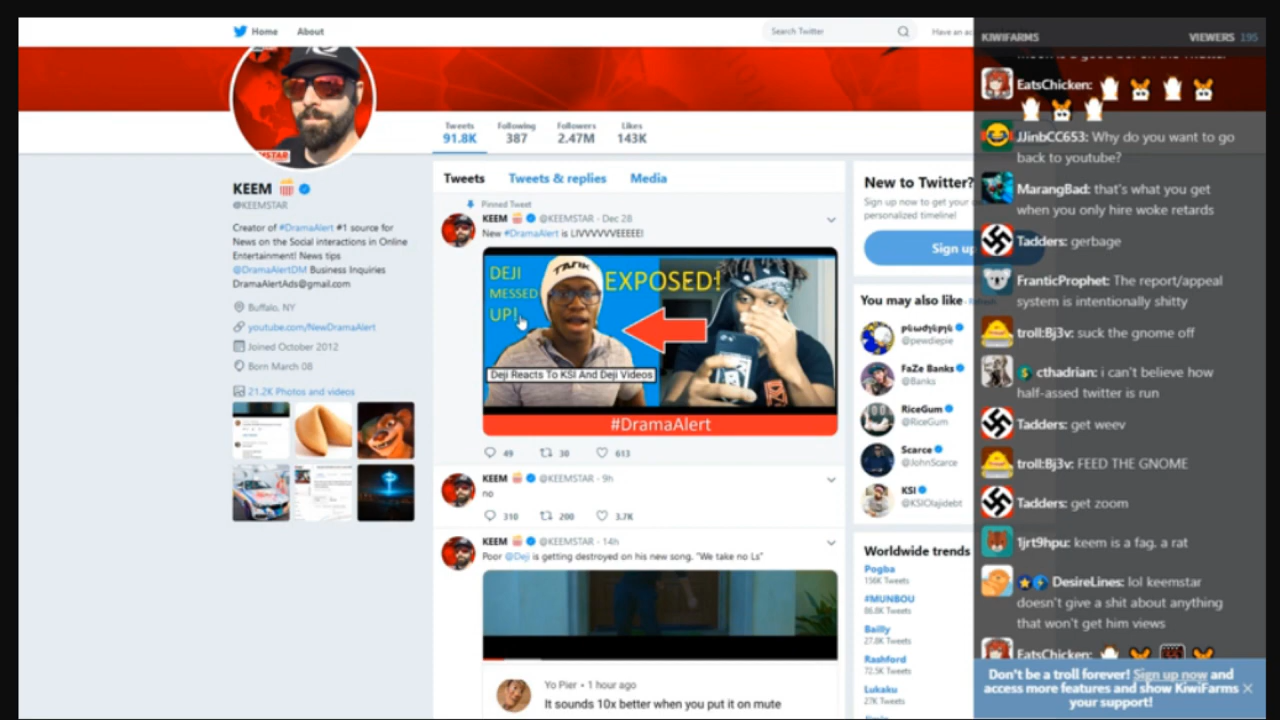 Home About
Search Twitter
Have an ac
Tweets Following Followers Likes
91.8K 387 2.47M 143K
KEEM
@KEEMSTAR
Creator of #DramaAlert #1 source for
News on the Social interactions in Online
Entertainment! News tips
@DramaAlertDM Business Inquiries
DramaAlertAds@gmail.com
Buffalo, NY
youtube.com/NewDramaAlert
Joined October 2012
Born March 08
21.2K Photos and videos
Tweets Tweets & replies Media
Pinned Tweet
KEEM @KEEMSTAR - Dec 28
New #DramaAlert is LIVVVVVEEEEE!
DEJI
MESSED
UP!
TANK
EXPOSED!
Deji Reacts To KSI And Deji Videos
#DramaAlert
49 30 613
KEEM @KEEMSTAR - 9h
no
310 200 3.7K
KEEM @KEEMSTAR - 14h
Poor @Deji is getting destroyed on his new song. "We take no Ls"
Yo Pier • 1 hour ago
It sounds 10x better when you put it on mute
New to Twitter?
Sign up now to get your
personalized timeline!
Sign up
You may also like · Refresh
@pewdiepie
FaZe Banks
@Banks
RiceGum
@RiceGum
Scarce
@JohnScarce
KSI
@KSIOlajidebt
Worldwide trends
Pogba
156K Tweets
#MUNBOU
86.8K Tweets
Bailly
27.8K Tweets
Rashford
72.5K Tweets
Lukaku
27K Tweets
KIWIFARMS VIEWERS 195
EatsChicken:
JJinbCC653: Why do you want to go
back to youtube?
MarangBad: that's what you get
when you only hire woke retards
Tadders: gerbage
FranticProphet: The report/appeal
system is intentionally shitty
troll:Bj3v: suck the gnome off
cthadrian: i can't believe how
half-assed twitter is run
Tadders: get weev
troll:Bj3v: FEED THE GNOME
Tadders: get zoom
1jrt9hpu: keem is a fag. a rat
DesireLines: lol keemstar
doesn't give a shit about anything
that won't get him views
EatsChicken:
Don't be a troll forever! Sign up now and
access more features and show KiwiFarms
your support!